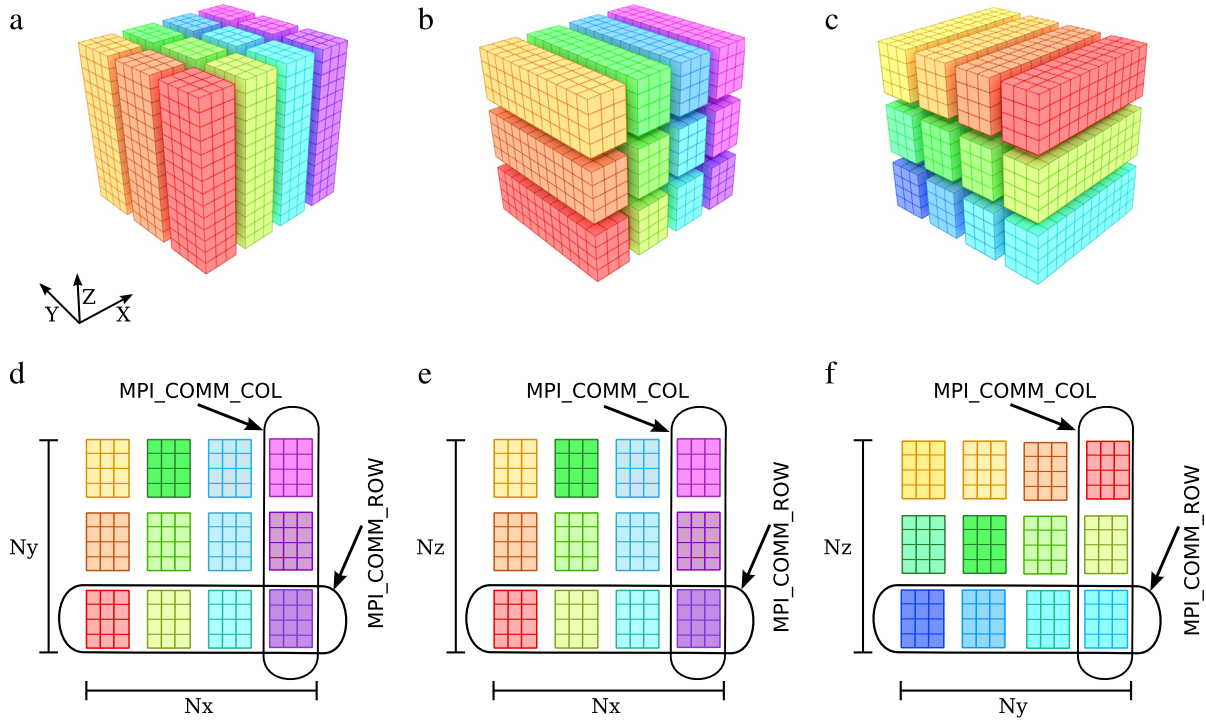 a
b
c
Y
Z
X
d
e
f
MPI_COMM_COL
MPI_COMM_COL
MPI_COMM_COL
MPI_COMM_ROW
MPI_COMM_ROW
MPI_COMM_ROW
Ny
Nz
Nz
Nx
Nx
Ny